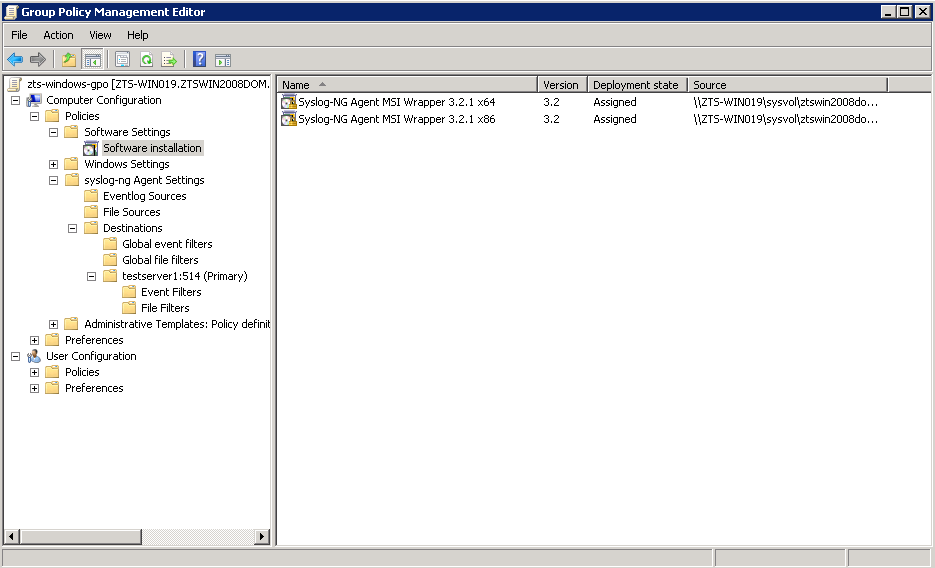 Group Policy Management Editor
File Action View Help
zts-windows-gpo [ZTS-WIN019.ZTSWIN2008DOM.
Computer Configuration
Policies
Software Settings
Software installation
Windows Settings
syslog-ng Agent Settings
Eventlog Sources
File Sources
Destinations
Global event filters
Global file filters
testserver1:514 (Primary)
Event Filters
File Filters
Administrative Templates: Policy definit
Preferences
User Configuration
Policies
Preferences
Name Version Deployment state Source
Syslog-NG Agent MSI Wrapper 3.2.1 x64 3.2 Assigned \\ZTS-WIN019\sysvol\ztswin2008do...
Syslog-NG Agent MSI Wrapper 3.2.1 x86 3.2 Assigned \\ZTS-WIN019\sysvol\ztswin2008do...